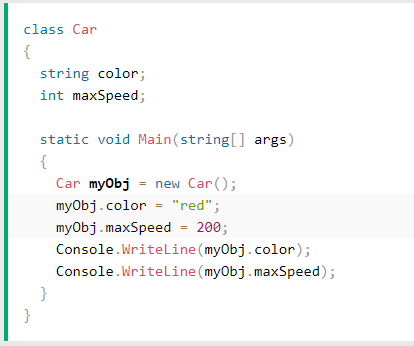 class Car
{
  string color;
  int maxSpeed;

  static void Main(string[] args)
  {
    Car myObj = new Car();
    myObj.color = "red";
    myObj.maxSpeed = 200;
    Console.WriteLine(myObj.color);
    Console.WriteLine(myObj.maxSpeed);
  }
}